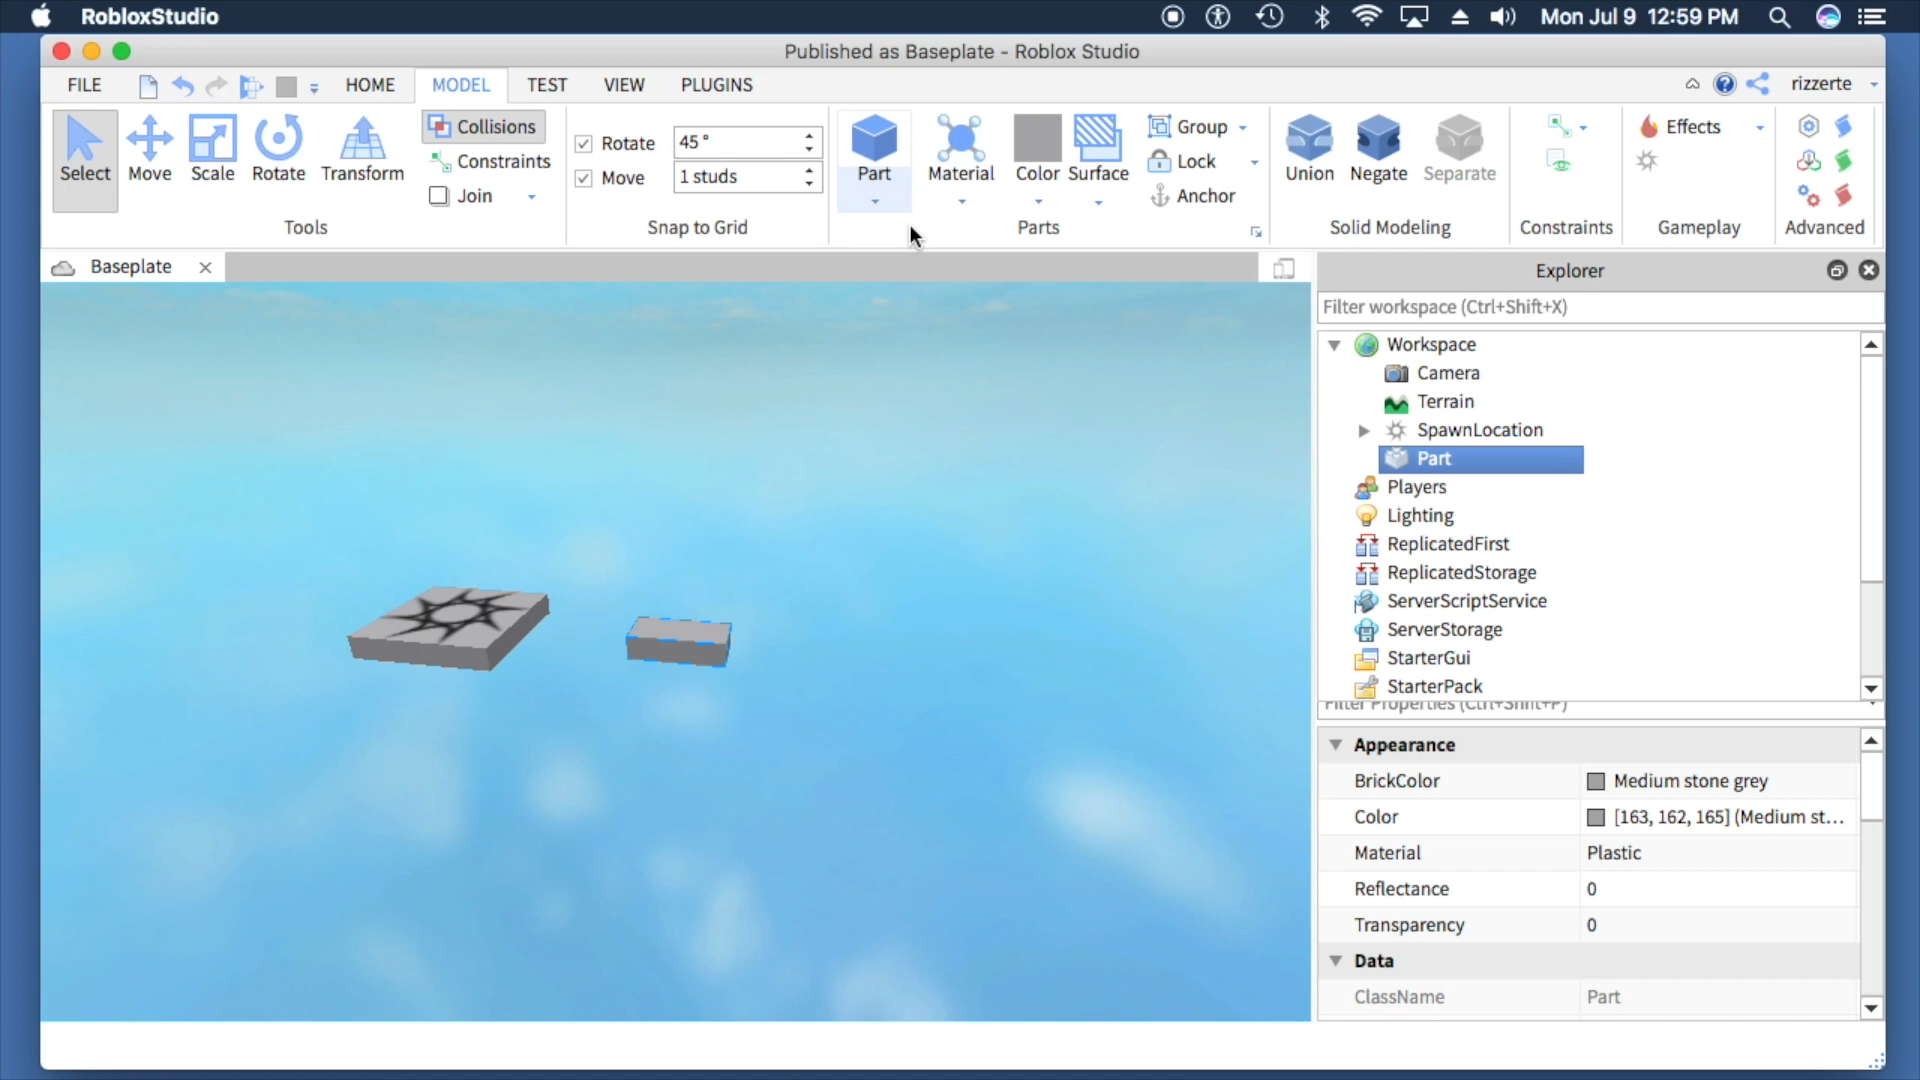 RobloxStudio
Mon Jul 9 12:59 PM
Published as Baseplate - Roblox Studio
FILE
HOME
MODEL
TEST
VIEW
PLUGINS
rizzerte
Select
Move
Scale
Rotate
Transform
Collisions
Constraints
Join
Tools
Rotate
45 °
Move
1 studs
Snap to Grid
Part
Material
Color
Surface
Group
Lock
Anchor
Parts
Union
Negate
Separate
Solid Modeling
Constraints
Effects
Gameplay
Advanced
Baseplate
Explorer
Filter workspace (Ctrl+Shift+X)
Workspace
Camera
Terrain
SpawnLocation
Part
Players
Lighting
ReplicatedFirst
ReplicatedStorage
ServerScriptService
ServerStorage
StarterGui
StarterPack
Filter Properties (Ctrl+Shift+P)
Appearance
BrickColor Medium stone grey
Color [163, 162, 165] (Medium st...
Material Plastic
Reflectance 0
Transparency 0
Data
ClassName Part